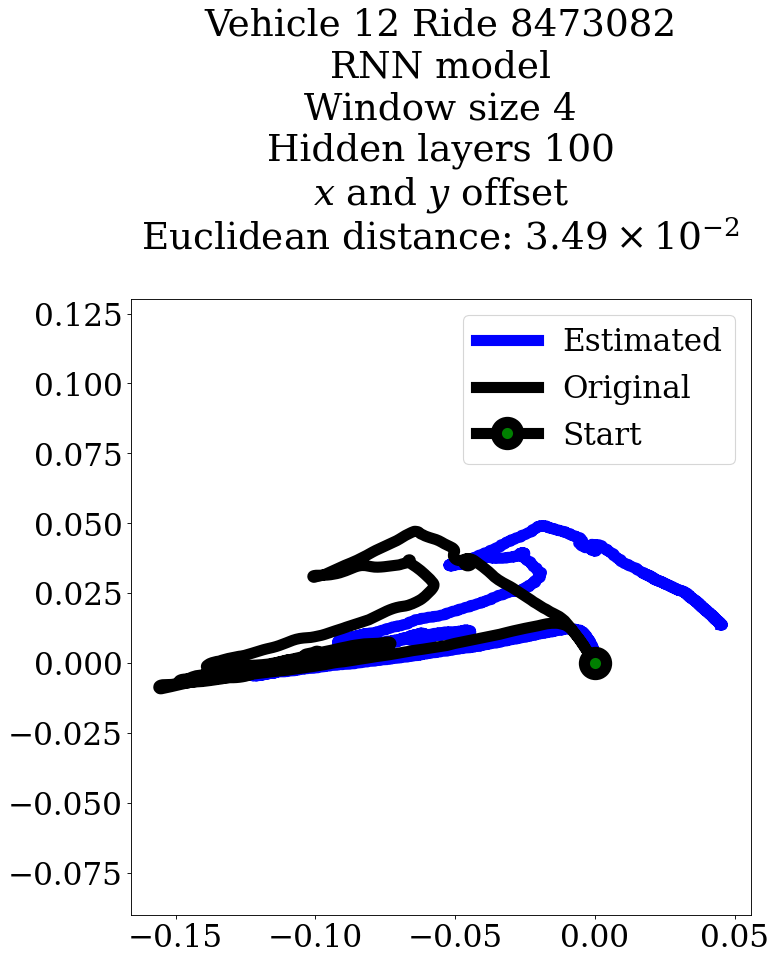 Vehicle 12 Ride 8473082
RNN model
Window size 4
Hidden layers 100
x and y offset
Euclidean distance: 3.49 × 10⁻²
Estimated
Original
Start
0.125
0.100
0.075
0.050
0.025
0.000
−0.025
−0.050
−0.075
−0.15 −0.10 −0.05 0.00 0.05